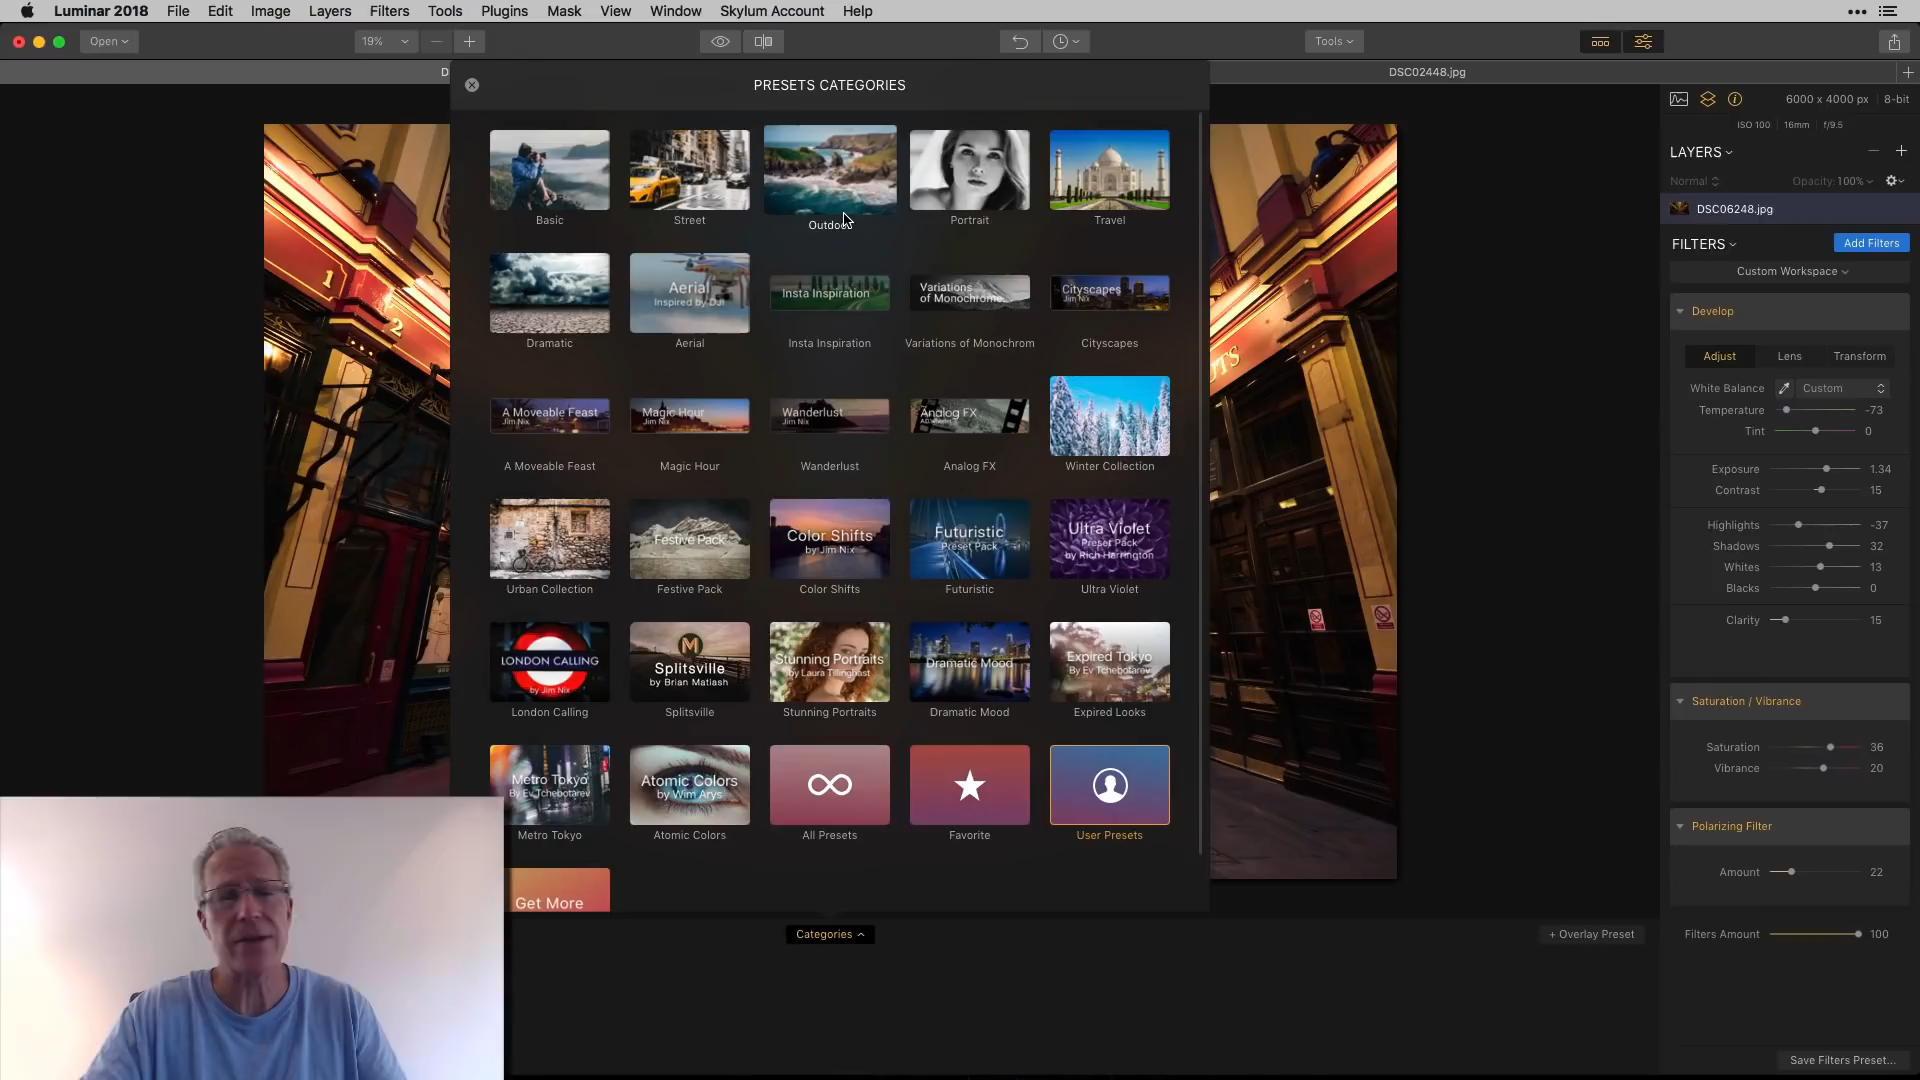 Luminar 2018 File Edit Image Layers Filters Tools Plugins Mask View Window Skylum Account Help
Open 19% Tools
DSC02448.jpg
PRESETS CATEGORIES
6000 x 4000 px 8-bit
ISO 100 16mm f/9.5
Basic Street Outdoor Portrait Travel
LAYERS
Normal Opacity: 100%
DSC06248.jpg
FILTERS Add Filters
Custom Workspace
Aerial
Inspired by DJI
Insta Inspiration
Variations
of Monochrome...
Cityscapes
Jim Nix
Dramatic Aerial Insta Inspiration Variations of Monochrom Cityscapes
Develop
Adjust Lens Transform
White Balance Custom
Temperature -73
Tint 0
A Moveable Feast
Jim Nix
Magic Hour
Jim Nix
Wanderlust
Jim Nix
Analog FX
A Moveable Feast Magic Hour Wanderlust Analog FX Winter Collection
Exposure 1.34
Contrast 15
Highlights -37
Shadows 32
Whites 13
Blacks 0
Clarity 15
Festive Pack
Color Shifts
by Jim Nix
Futuristic
Preset Pack
Ultra Violet
Preset Pack
by Rich Harrington
Urban Collection Festive Pack Color Shifts Futuristic Ultra Violet
LONDON CALLING
by Jim Nix
M
Splitsville
by Brian Matiash
Stunning Portraits
by Laura Tillinghast
Dramatic Mood
Expired Tokyo
By Ev Tchebotarev
London Calling Splitsville Stunning Portraits Dramatic Mood Expired Looks
Saturation / Vibrance
Saturation 36
Vibrance 20
Metro Tokyo
By Ev Tchebotarev
Atomic Colors
by Wim Arys
Metro Tokyo Atomic Colors All Presets Favorite User Presets
Polarizing Filter
Amount 22
Get More
Categories + Overlay Preset
Filters Amount 100
Save Filters Preset...
1
2